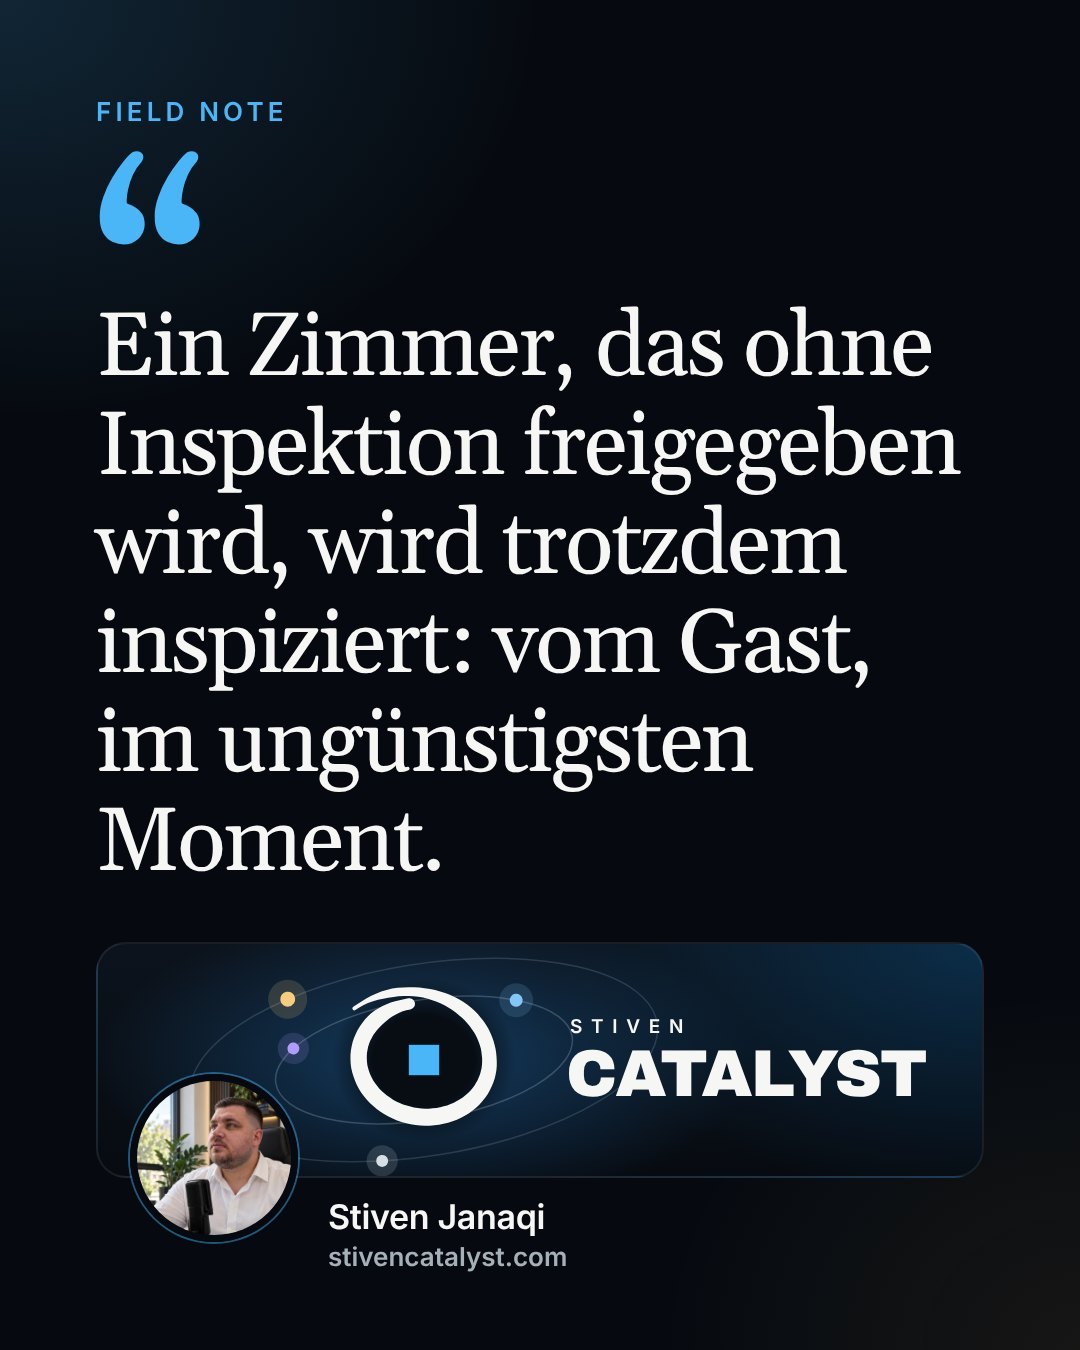 FIELD NOTE
“
Ein Zimmer, das ohne
Inspektion freigegeben
wird, wird trotzdem
inspiziert: vom Gast,
im ungünstigsten
Moment.
STIVEN
CATALYST
Stiven Janaqi
stivencatalyst.com